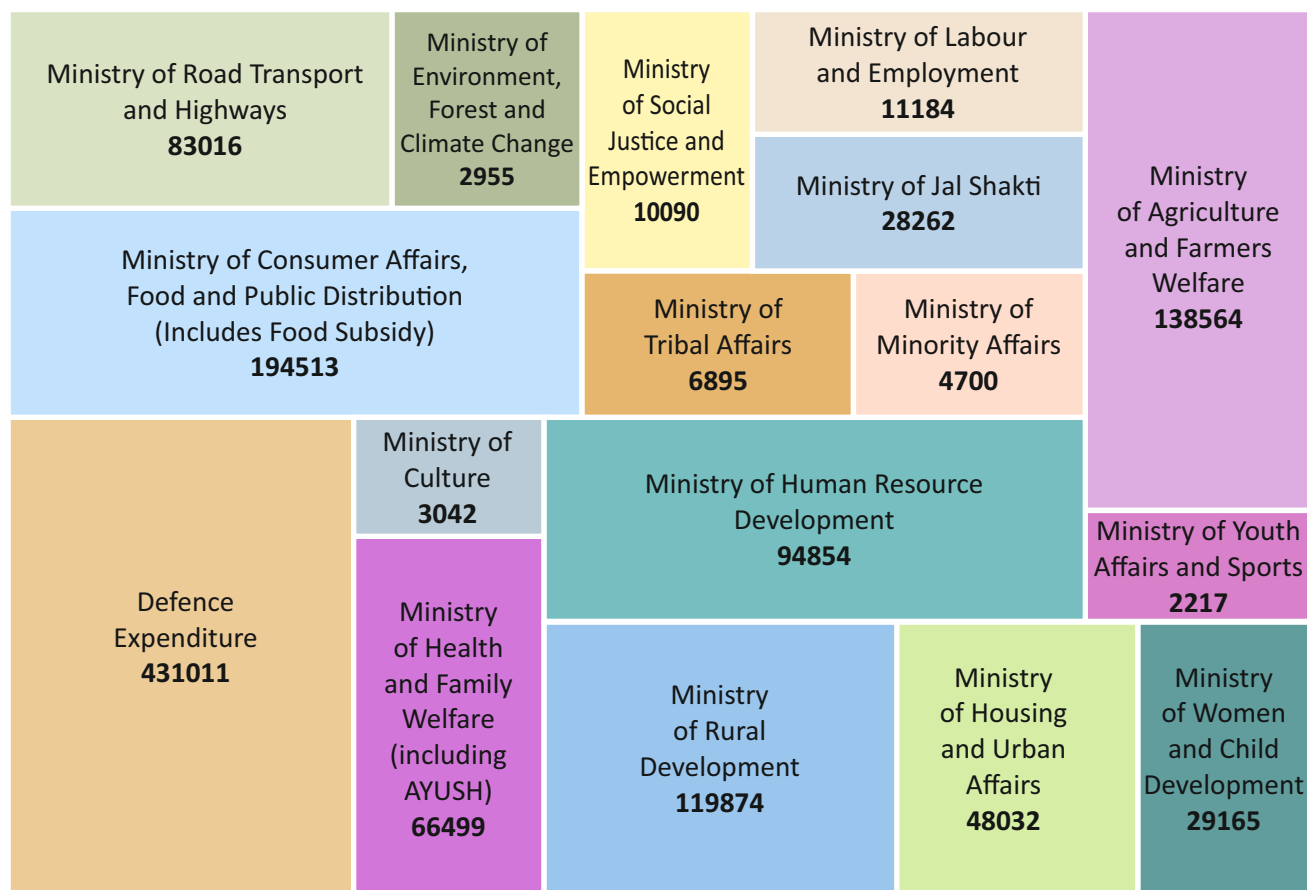 Ministry of Road Transport
and Highways
83016
Ministry of
Environment,
Forest and
Climate Change
2955
Ministry
of Social
Justice and
Empowerment
10090
Ministry of Labour
and Employment
11184
Ministry of Jal Shakti
28262
Ministry
of Agriculture
and Farmers
Welfare
138564
Ministry of Consumer Affairs,
Food and Public Distribution
(Includes Food Subsidy)
194513
Ministry of
Tribal Affairs
6895
Ministry of
Minority Affairs
4700
Defence
Expenditure
431011
Ministry of
Culture
3042
Ministry of Human Resource
Development
94854
Ministry of Youth
Affairs and Sports
2217
Ministry
of Health
and Family
Welfare
(including
AYUSH)
66499
Ministry
of Rural
Development
119874
Ministry
of Housing
and Urban
Affairs
48032
Ministry
of Women
and Child
Development
29165